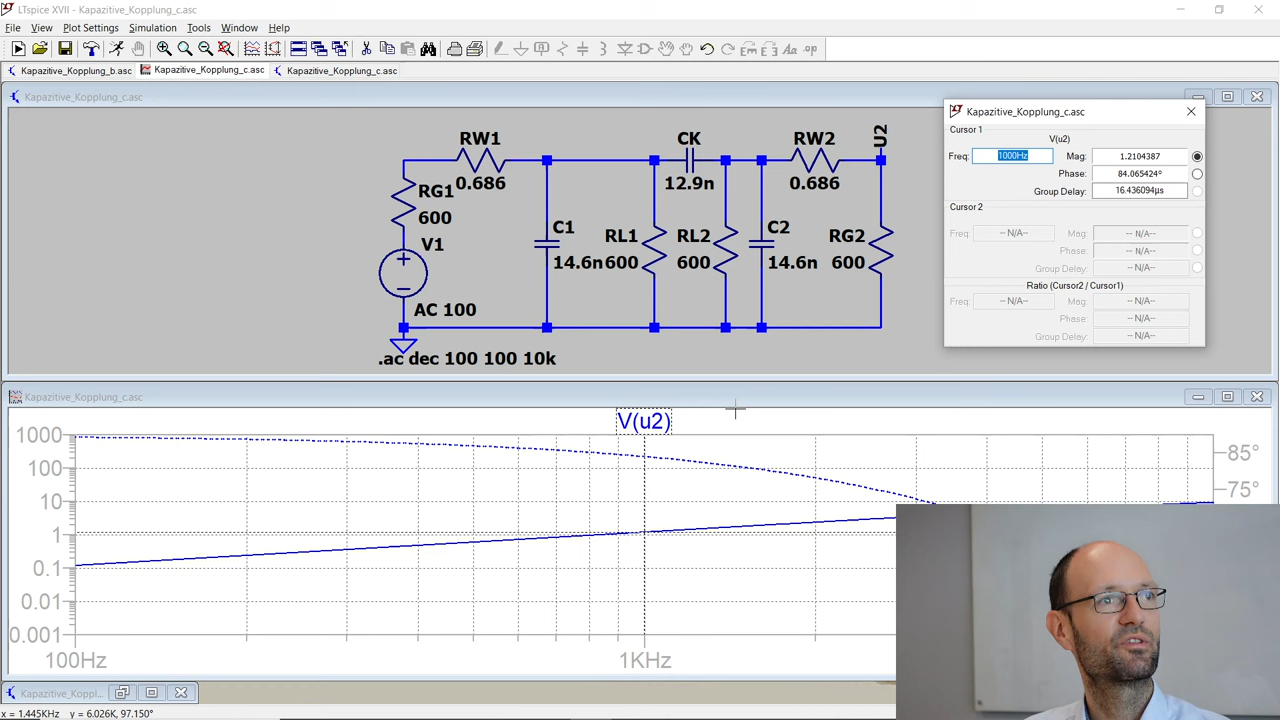 LTspice XVII - Kapazitive_Kopplung_c.asc
File View Plot Settings Simulation Tools Window Help
Kapazitive_Kopplung_b.asc Kapazitive_Kopplung_c.asc Kapazitive_Kopplung_c.asc
Kapazitive_Kopplung_c.asc
RW1
0.686
RG1
600
V1
AC 100
C1
14.6n
RL1
600
CK
12.9n
RL2
600
C2
14.6n
RW2
0.686
U2
RG2
600
.ac dec 100 100 10k
Kapazitive_Kopplung_c.asc
Cursor 1
V(u2)
Freq: 1000Hz Mag: 1.2104387
Phase: 84.065424°
Group Delay: 16.436094µs
Cursor 2
Freq: -- N/A-- Mag: -- N/A--
Phase: -- N/A--
Group Delay: -- N/A--
Ratio (Cursor2 / Cursor1)
Freq: -- N/A-- Mag: -- N/A--
Phase: -- N/A--
Group Delay: -- N/A--
Kapazitive_Kopplung_c.asc
V(u2)
1000
100
10
1
0.1
0.01
0.001
85°
75°
100Hz 1KHz
Kapazitive_Koppl...
x = 1.445KHz y = 6.026K, 97.150°